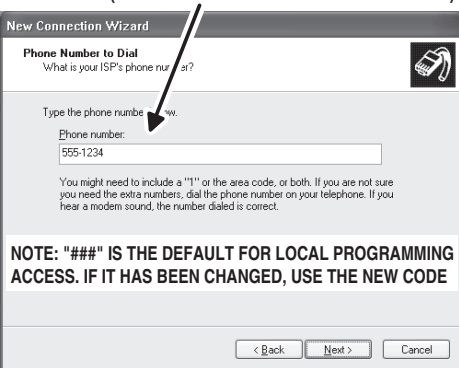 New Connection Wizard
Phone Number to Dial
What is your ISP's phone number?
Type the phone number
Phone number:
555-1234
You might need to include a "1" or the area code, or both. If you are not sure
you need the extra numbers, dial the phone number on your telephone. If you
hear a modem sound, the number dialed is correct.
NOTE: "###" IS THE DEFAULT FOR LOCAL PROGRAMMING
ACCESS. IF IT HAS BEEN CHANGED, USE THE NEW CODE
< Back
Next >
Cancel